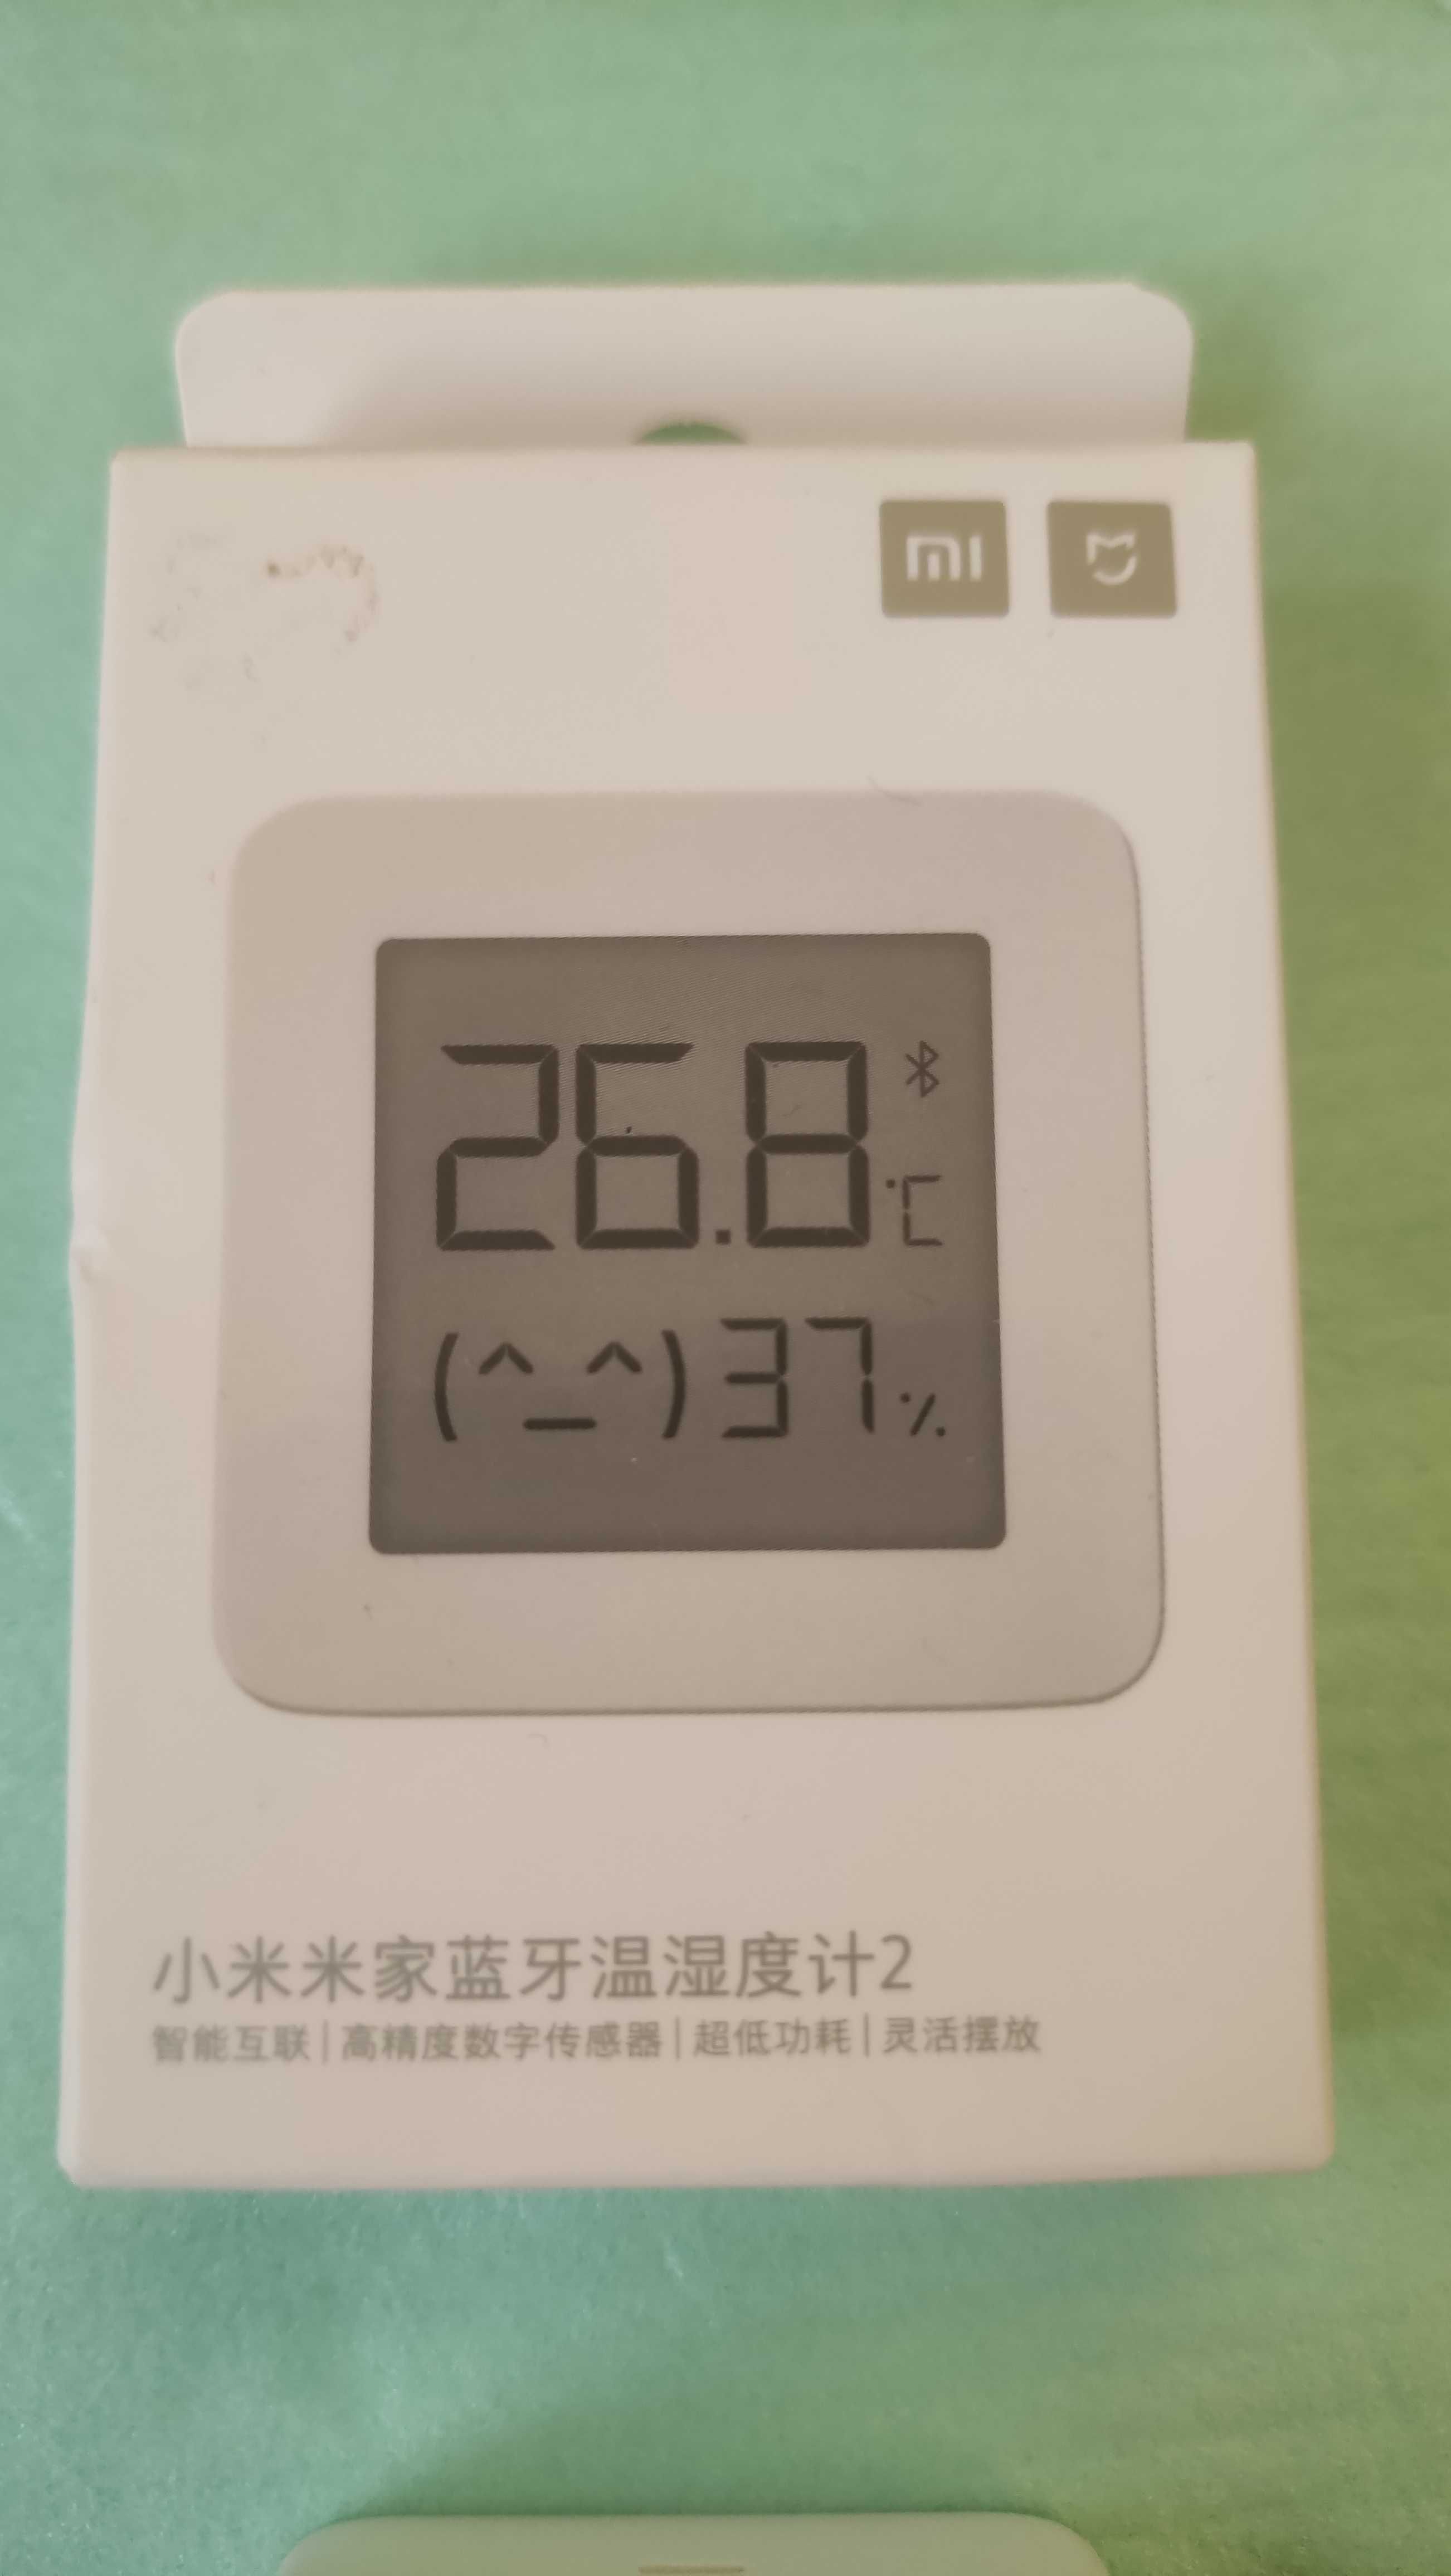 mi
26.8 °C
(^_^) 37 %
小米米家蓝牙温湿度计2
智能互联|高精度数字传感器|超低功耗|灵活摆放